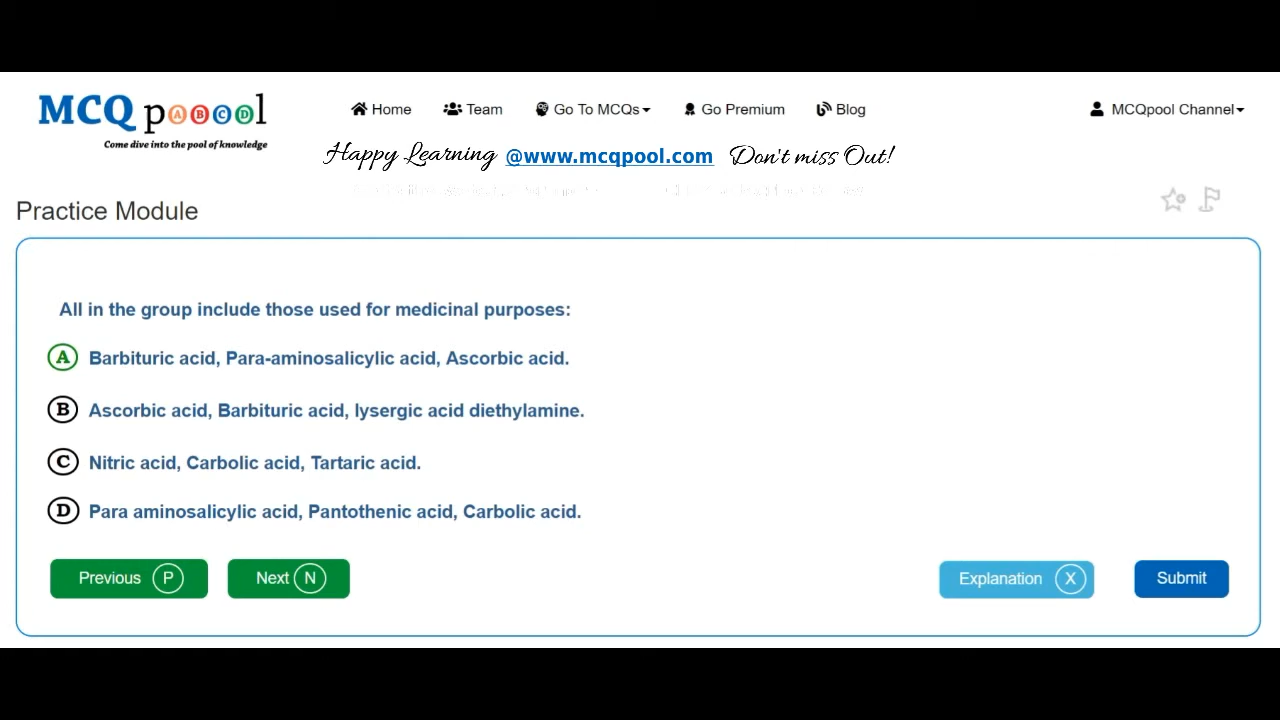 MCQ pABCDl
Come dive into the pool of knowledge
Home Team Go To MCQs Go Premium Blog MCQpool Channel
Happy Learning @www.mcqpool.com Don't miss Out!
Practice Module
All in the group include those used for medicinal purposes:
A Barbituric acid, Para-aminosalicylic acid, Ascorbic acid.
B Ascorbic acid, Barbituric acid, lysergic acid diethylamine.
C Nitric acid, Carbolic acid, Tartaric acid.
D Para aminosalicylic acid, Pantothenic acid, Carbolic acid.
Previous P Next N Explanation X Submit